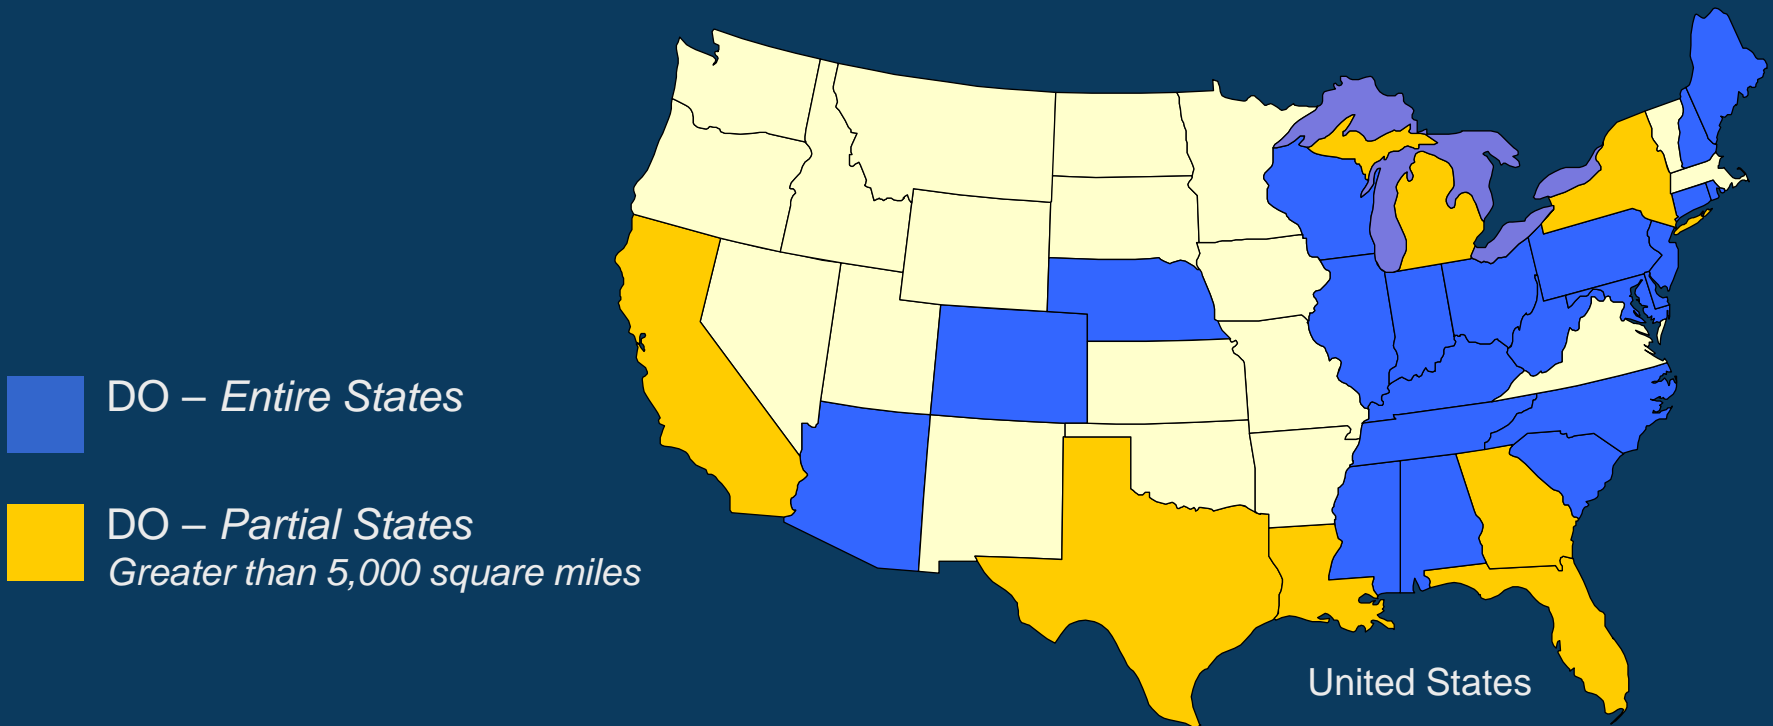 DO – Entire States
DO – Partial States
Greater than 5,000 square miles
United States